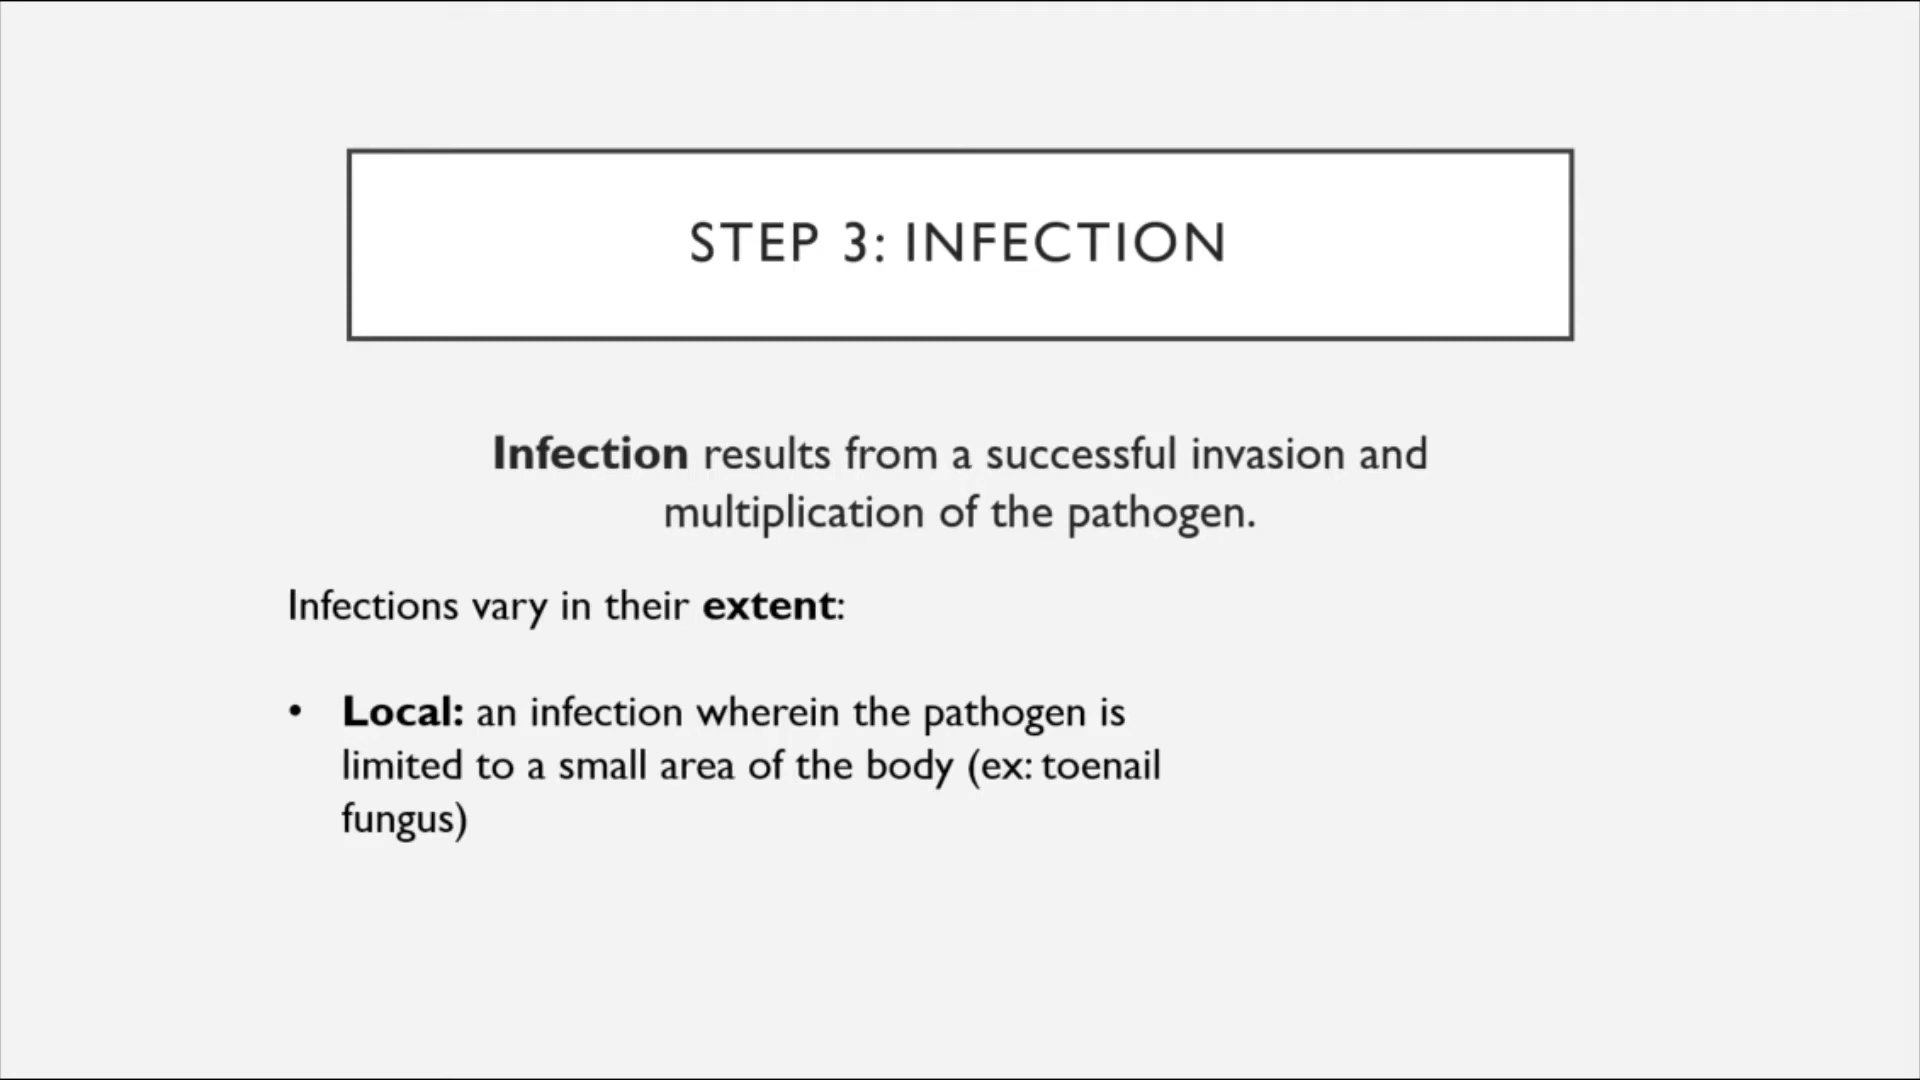 STEP 3: INFECTION
Infection results from a successful invasion and
multiplication of the pathogen.
Infections vary in their extent:
• Local: an infection wherein the pathogen is
limited to a small area of the body (ex: toenail
fungus)